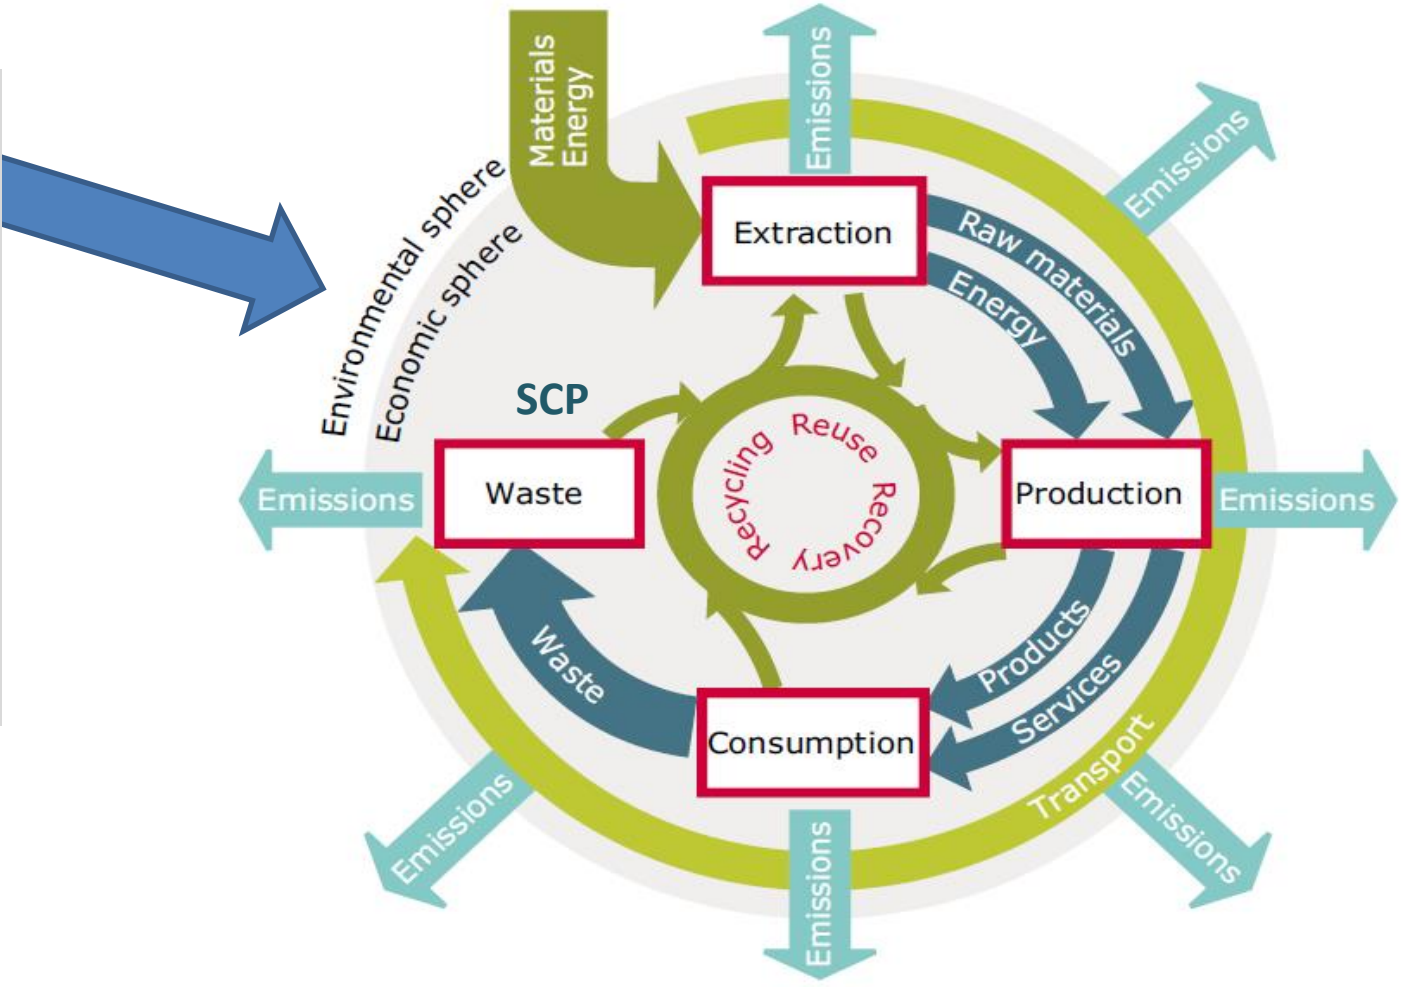 Materials
Energy
Emissions
Emissions
Environmental sphere
Economic sphere
Extraction
Raw materials
Energy
SCP
Recycling Reuse Recovery
Waste
Production
Emissions
Emissions
Waste
Products
Services
Consumption
Transport
Emissions
Emissions
Emissions